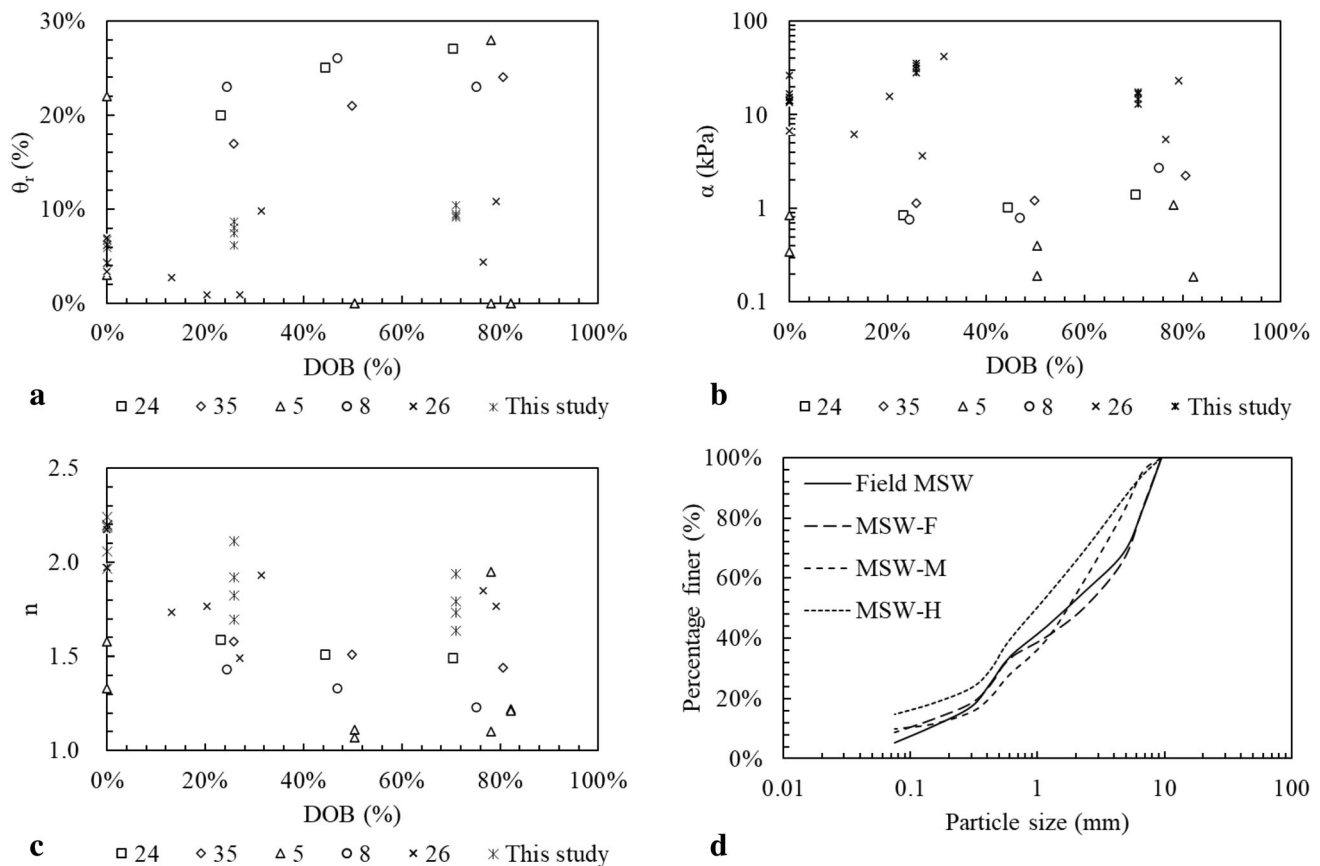 30%
20%
10%
0%
θr (%)
0% 20% 40% 60% 80% 100%
DOB (%)
a
24 35 5 8 26 This study
100
10
1
0.1
α (kPa)
0% 20% 40% 60% 80% 100%
DOB (%)
b
24 35 5 8 26 This study
2.5
2.0
1.5
1.0
n
0% 20% 40% 60% 80% 100%
DOB (%)
c
24 35 5 8 26 This study
100%
80%
60%
40%
20%
0%
Percentage finer (%)
Field MSW
MSW-F
MSW-M
MSW-H
0.01 0.1 1 10 100
Particle size (mm)
d